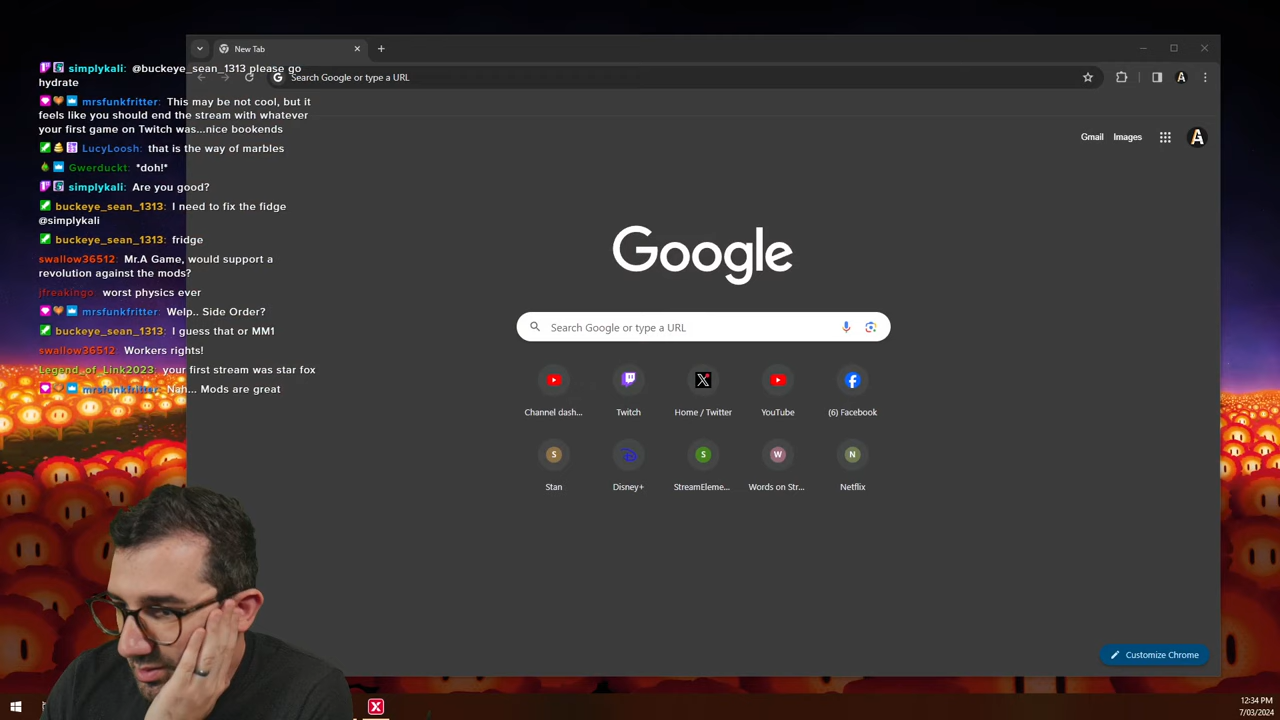 New Tab
Search Google or type a URL
simplykali: @buckeye_sean_1313 please go
hydrate
mrsfunkfritter: This may be not cool, but it
feels like you should end the stream with whatever
your first game on Twitch was...nice bookends
LucyLoosh: that is the way of marbles
Gwerduckt: *doh!*
simplykali: Are you good?
buckeye_sean_1313: I need to fix the fidge
@simplykali
buckeye_sean_1313: fridge
swallow36512: Mr.A Game, would support a
revolution against the mods?
jfreakingo: worst physics ever
mrsfunkfritter: Welp.. Side Order?
buckeye_sean_1313: I guess that or MM1
swallow36512: Workers rights!
Legend_of_Link2023: your first stream was star fox
mrsfunkfritter: Nah... Mods are great
Gmail Images
Google
Search Google or type a URL
Channel dash... Twitch Home / Twitter YouTube (6) Facebook
S S W N
Stan Disney+ StreamEleme... Words on Str... Netflix
Customize Chrome
12:34 PM
7/03/2024